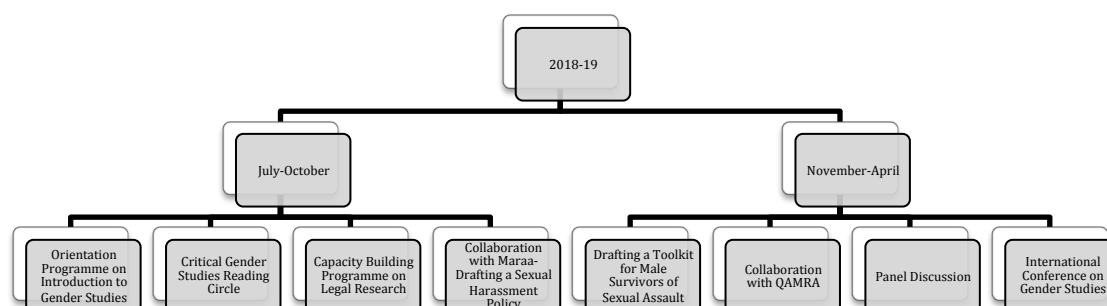 2018-19
July-October
November-April
Orientation
Programme on
Introduction to
Gender Studies
Critical Gender
Studies Reading
Circle
Capacity Building
Programme on
Legal Research
Collaboration
with Maraa-
Drafting a Sexual
Harassment
Policy
Drafting a Toolkit
for Male
Survivors of
Sexual Assault
Collaboration
with QAMRA
Panel Discussion
International
Conference on
Gender Studies